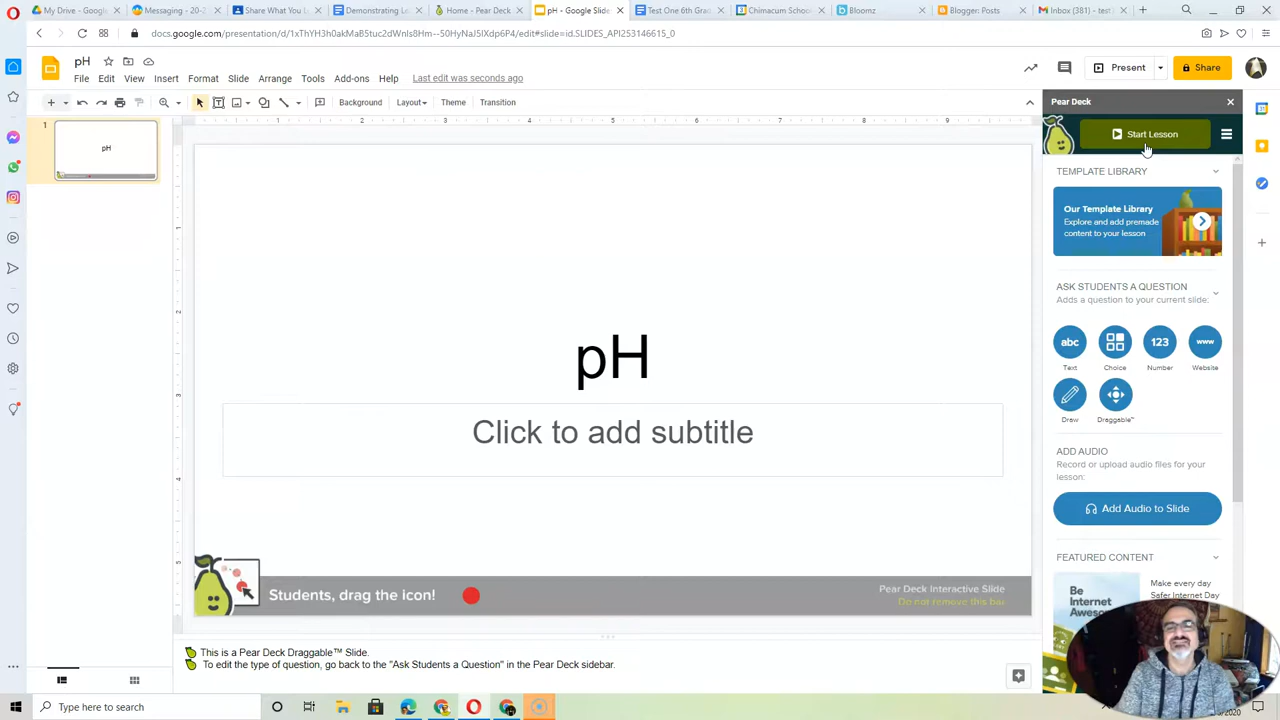 My Drive - Google
Messaging - 20-2
Share What You L
Demonstrating Le
Home - Pear Deck
pH - Google Slide
Test One 6th Grad
Chimacum School
Bloomz
Blogger: Posts
Inbox (381) - test
docs.google.com/presentation/d/1xThYH3h0akMaB5tuc2dWnIs8Hm--50HyNaJ5IXdp6P4/edit#slide=id.SLIDES_API253146615_0
pH
File Edit View Insert Format Slide Arrange Tools Add-ons Help Last edit was seconds ago
Present
Share
Background Layout Theme Transition
Pear Deck
Start Lesson
1
pH
TEMPLATE LIBRARY
Our Template Library
Explore and add premade
content to your lesson
ASK STUDENTS A QUESTION
Adds a question to your current slide:
abc
123
www
Text Choice Number Website
Draw Draggable™
ADD AUDIO
Record or upload audio files for your
lesson:
Add Audio to Slide
FEATURED CONTENT
Be
Internet
Awesome
Make every day
Safer Internet Day
pH
Click to add subtitle
Students, drag the icon!
Pear Deck Interactive Slide
Do not remove this bar
This is a Pear Deck Draggable™ Slide.
To edit the type of question, go back to the "Ask Students a Question" in the Pear Deck sidebar.
Type here to search